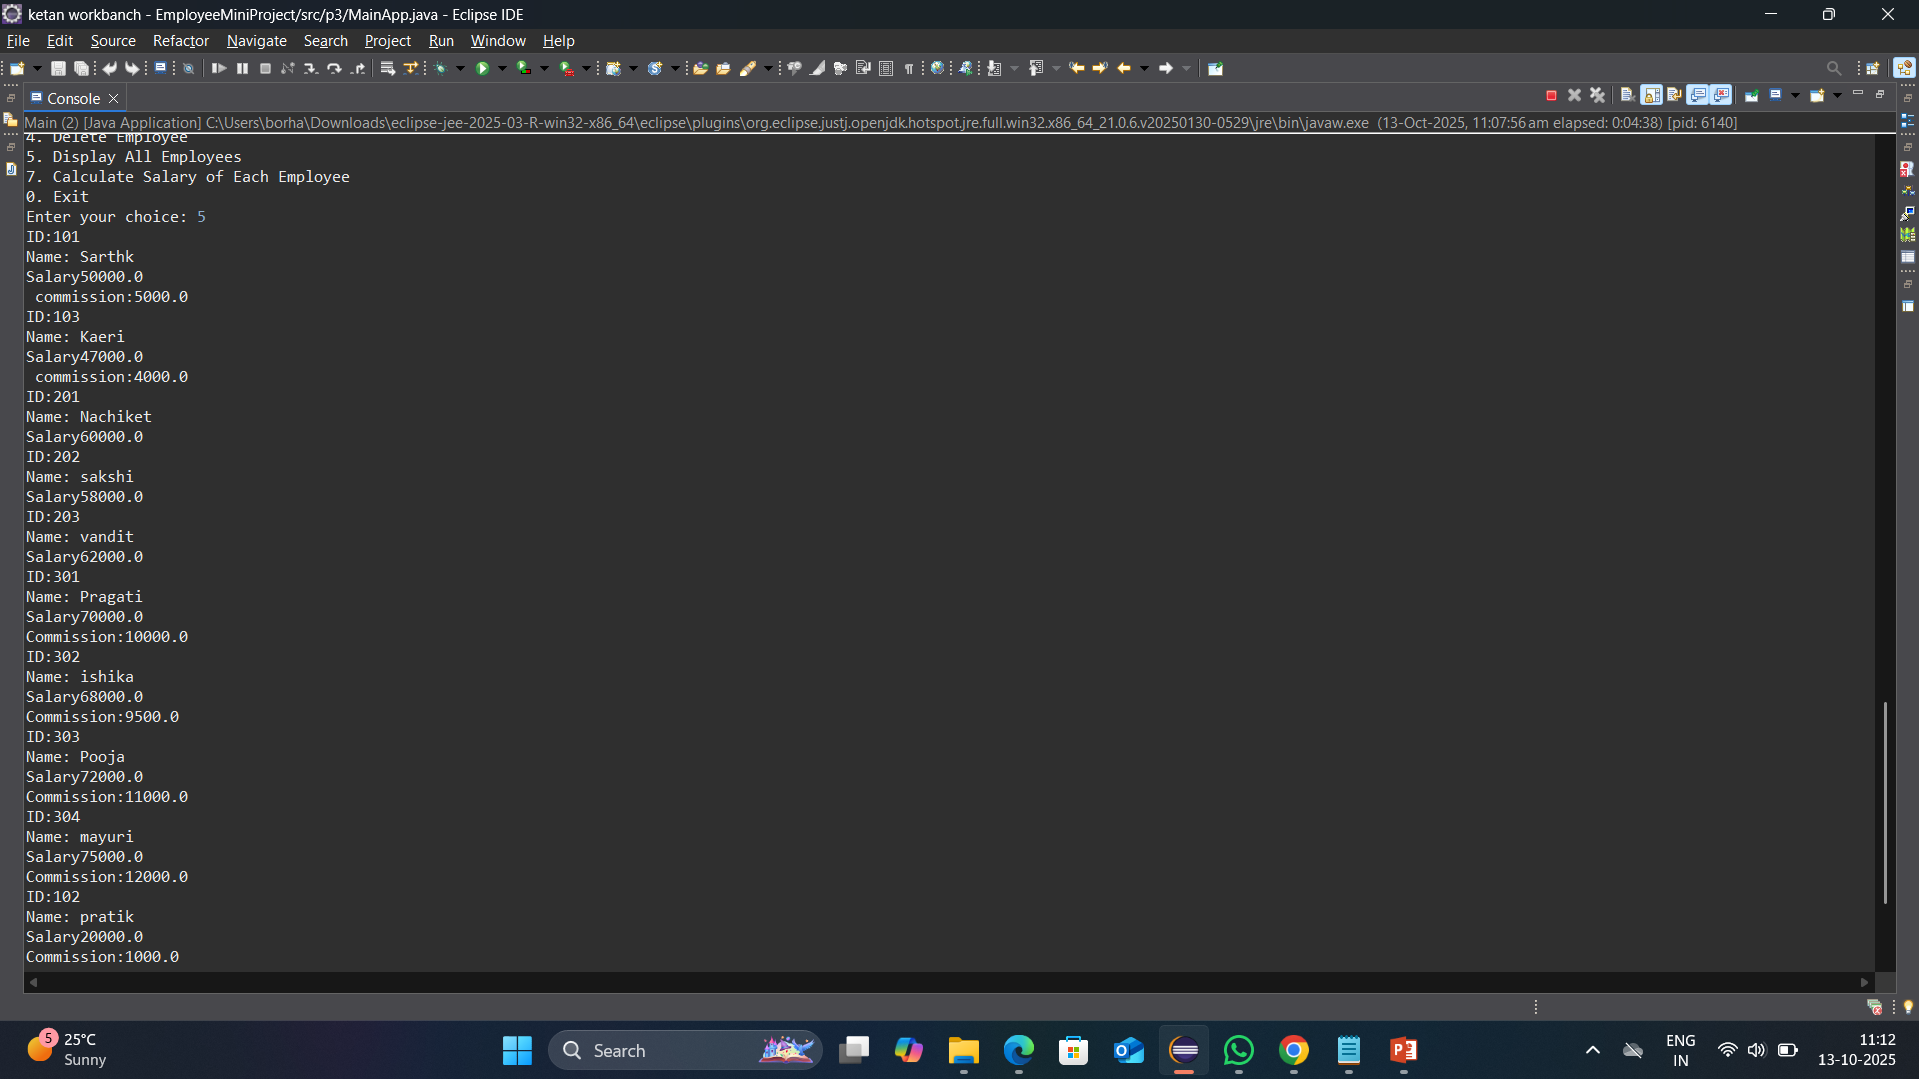 ketan workbanch - EmployeeMiniProject/src/p3/MainApp.java - Eclipse IDE
File Edit Source Refactor Navigate Search Project Run Window Help
Console
Main (2) [Java Application] C:\Users\borha\Downloads\eclipse-jee-2025-03-R-win32-x86_64\eclipse\plugins\org.eclipse.justj.openjdk.hotspot.jre.full.win32.x86_64_21.0.6.v20250130-0529\jre\bin\javaw.exe (13-Oct-2025, 11:07:56 am elapsed: 0:04:38) [pid: 6140]
4. Delete Employee
5. Display All Employees
7. Calculate Salary of Each Employee
0. Exit
Enter your choice: 5
ID:101
Name: Sarthk
Salary50000.0
commission:5000.0
ID:103
Name: Kaeri
Salary47000.0
commission:4000.0
ID:201
Name: Nachiket
Salary60000.0
ID:202
Name: sakshi
Salary58000.0
ID:203
Name: vandit
Salary62000.0
ID:301
Name: Pragati
Salary70000.0
Commission:10000.0
ID:302
Name: ishika
Salary68000.0
Commission:9500.0
ID:303
Name: Pooja
Salary72000.0
Commission:11000.0
ID:304
Name: mayuri
Salary75000.0
Commission:12000.0
ID:102
Name: pratik
Salary20000.0
Commission:1000.0
5
25°C
Sunny
Search
ENG
IN
11:12
13-10-2025